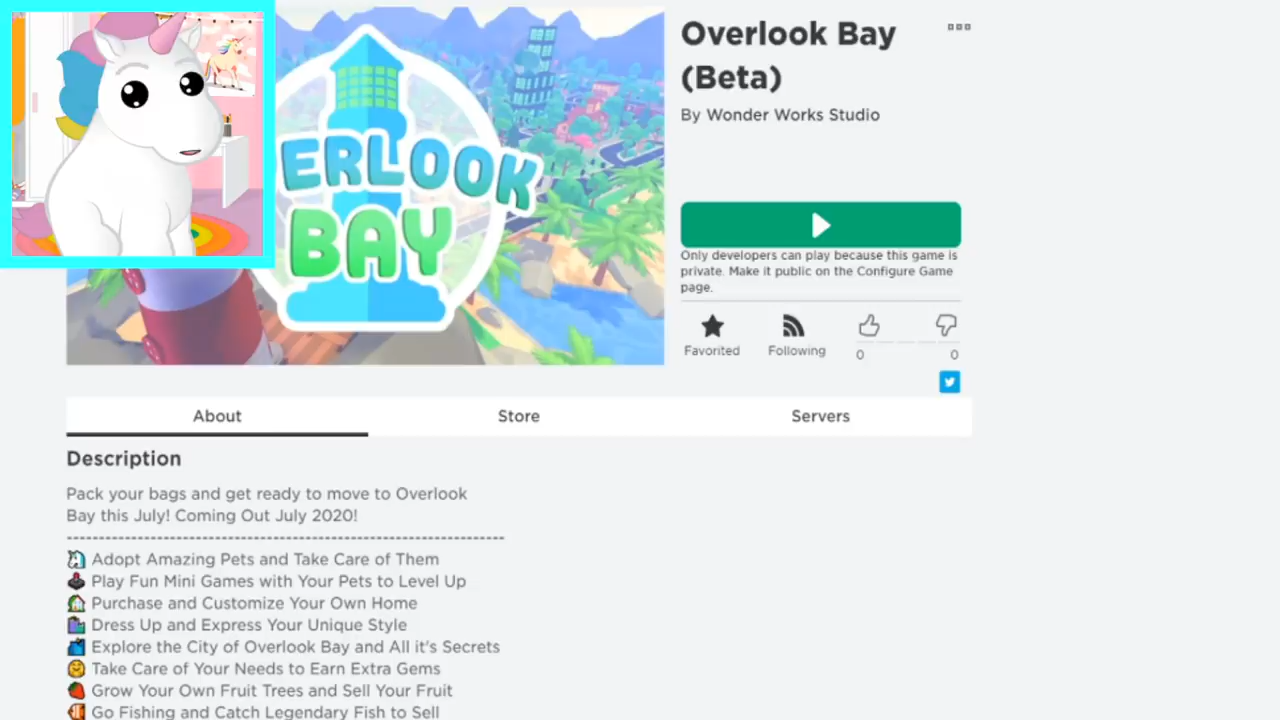 Overlook Bay
(Beta)
By Wonder Works Studio
ERLOOK
BAY
Only developers can play because this game is
private. Make it public on the Configure Game
page.
Favorited
Following
0
0
About
Store
Servers
Description
Pack your bags and get ready to move to Overlook
Bay this July! Coming Out July 2020!
--------------------------------------------------------------------
Adopt Amazing Pets and Take Care of Them
Play Fun Mini Games with Your Pets to Level Up
Purchase and Customize Your Own Home
Dress Up and Express Your Unique Style
Explore the City of Overlook Bay and All it's Secrets
Take Care of Your Needs to Earn Extra Gems
Grow Your Own Fruit Trees and Sell Your Fruit
Go Fishing and Catch Legendary Fish to Sell